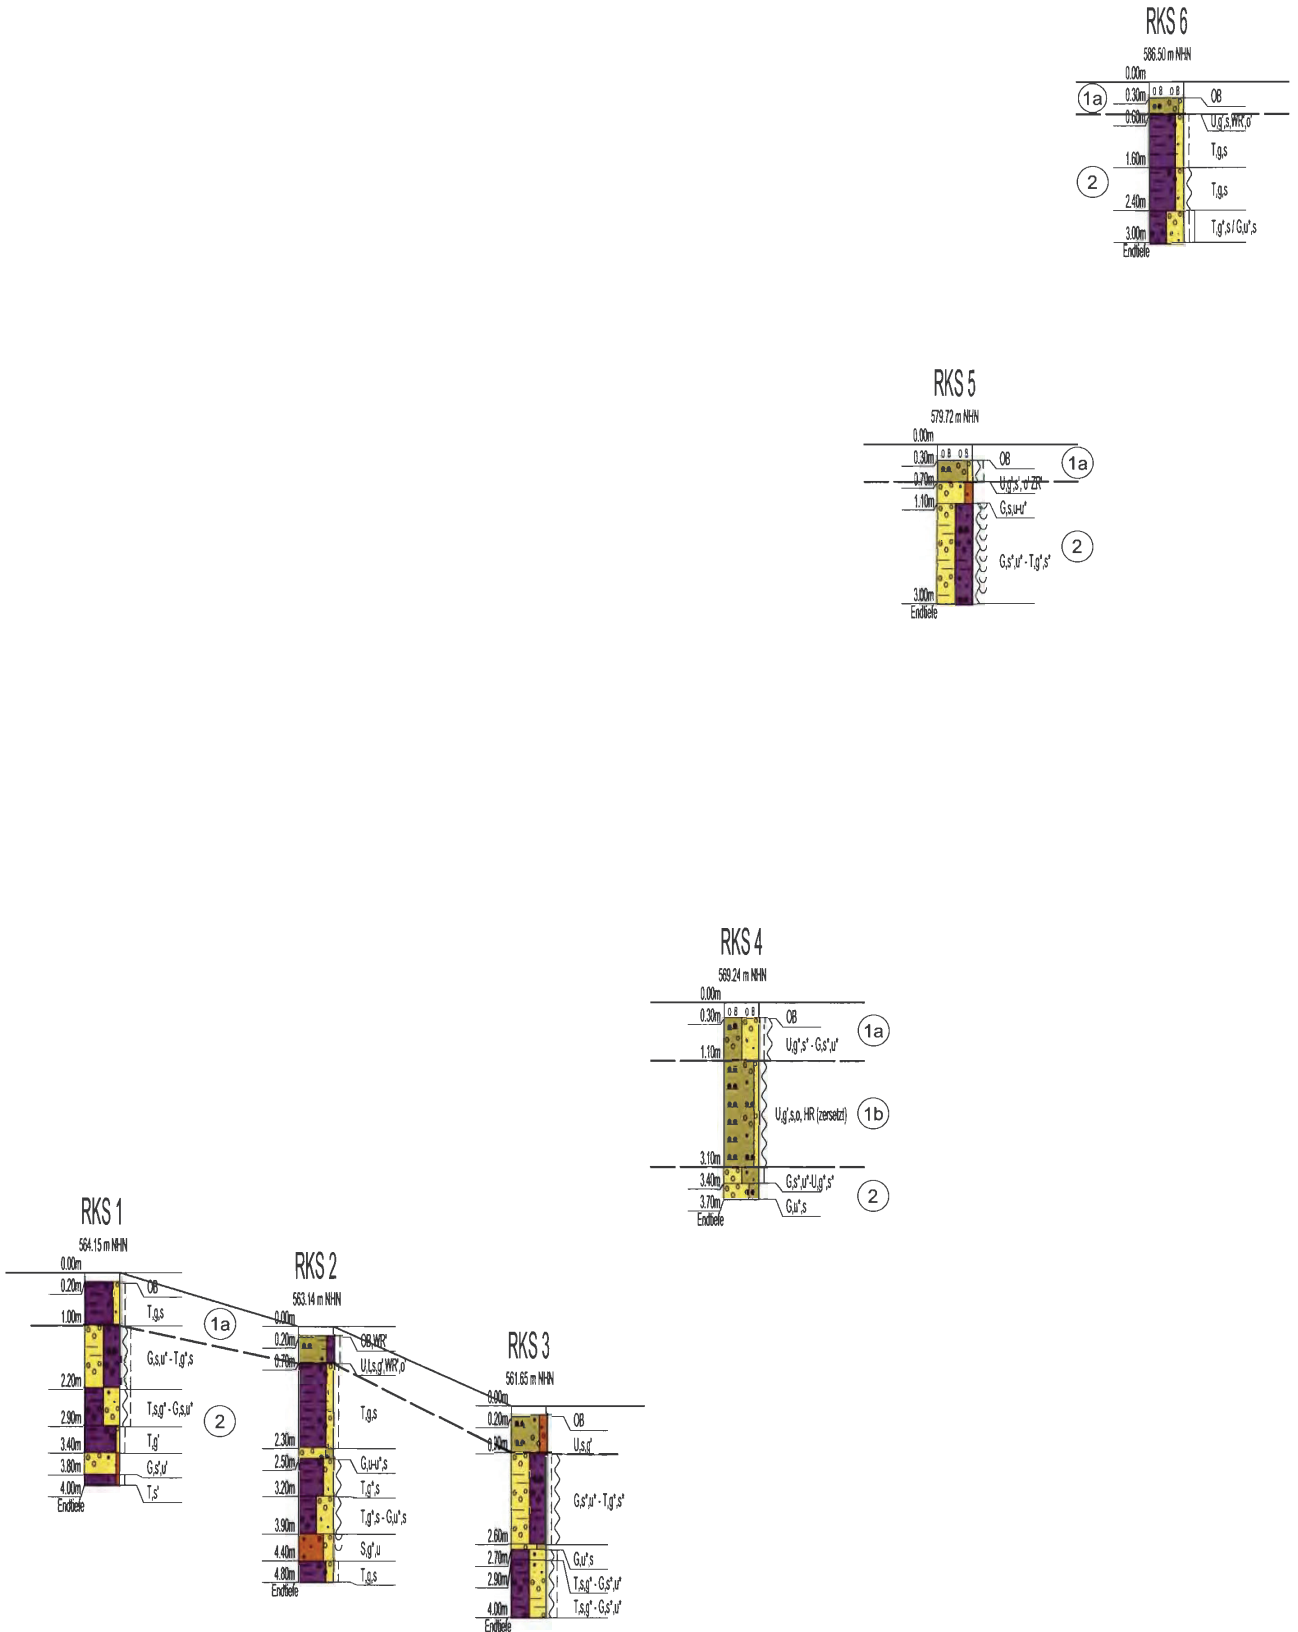 RKS 6
586.50 m NHN
0.00m
1a
0.30m
OB
0.60m
U,g',s,WR',o'
T,g,s
1.60m
2
T,g,s
2.40m
T,g*,s / G,u*,s
3.00m
Endtiefe
RKS 5
579.72 m NHN
0.00m
0.30m
OB
1a
0.70m
U,g',s', o' ZR'
1.10m
G,s,u-u*
2
G,s*,u* - T,g*,s*
3.00m
Endtiefe
RKS 4
569.24 m NHN
0.00m
0.30m
OB
1a
U,g*,s* - G,s*,u*
1.10m
U,g',s,o, HR (zersetzt)
1b
3.10m
3.40m
G,s*,u*-U,g*,s*
2
3.70m
G,u*,s
Endtiefe
RKS 1
564.15 m NHN
0.00m
0.20m
OB
T,g,s
1.00m
1a
G,s,u* - T,g*,s
2.20m
T,s,g* - G,s,u*
2.90m
2
T,g'
3.40m
G,s',u'
3.80m
T,s'
4.00m
Endtiefe
RKS 2
563.14 m NHN
0.00m
0.20m
OB,WR'
0.70m
U,t,s,g',WR',o'
T,g,s
2.30m
2.50m
G,u-u*,s
T,g*,s
3.20m
T,g*,s - G,u*,s
3.90m
S,g*,u
4.40m
T,g,s
4.80m
Endtiefe
RKS 3
561.65 m NHN
0.00m
0.20m
OB
U,s,g'
G,s*,u* - T,g*,s*
2.60m
2.70m
G,u*,s
2.90m
T,s,g* - G,s*,u*
T,s,g* - G,s*,u*
4.00m
Endtiefe